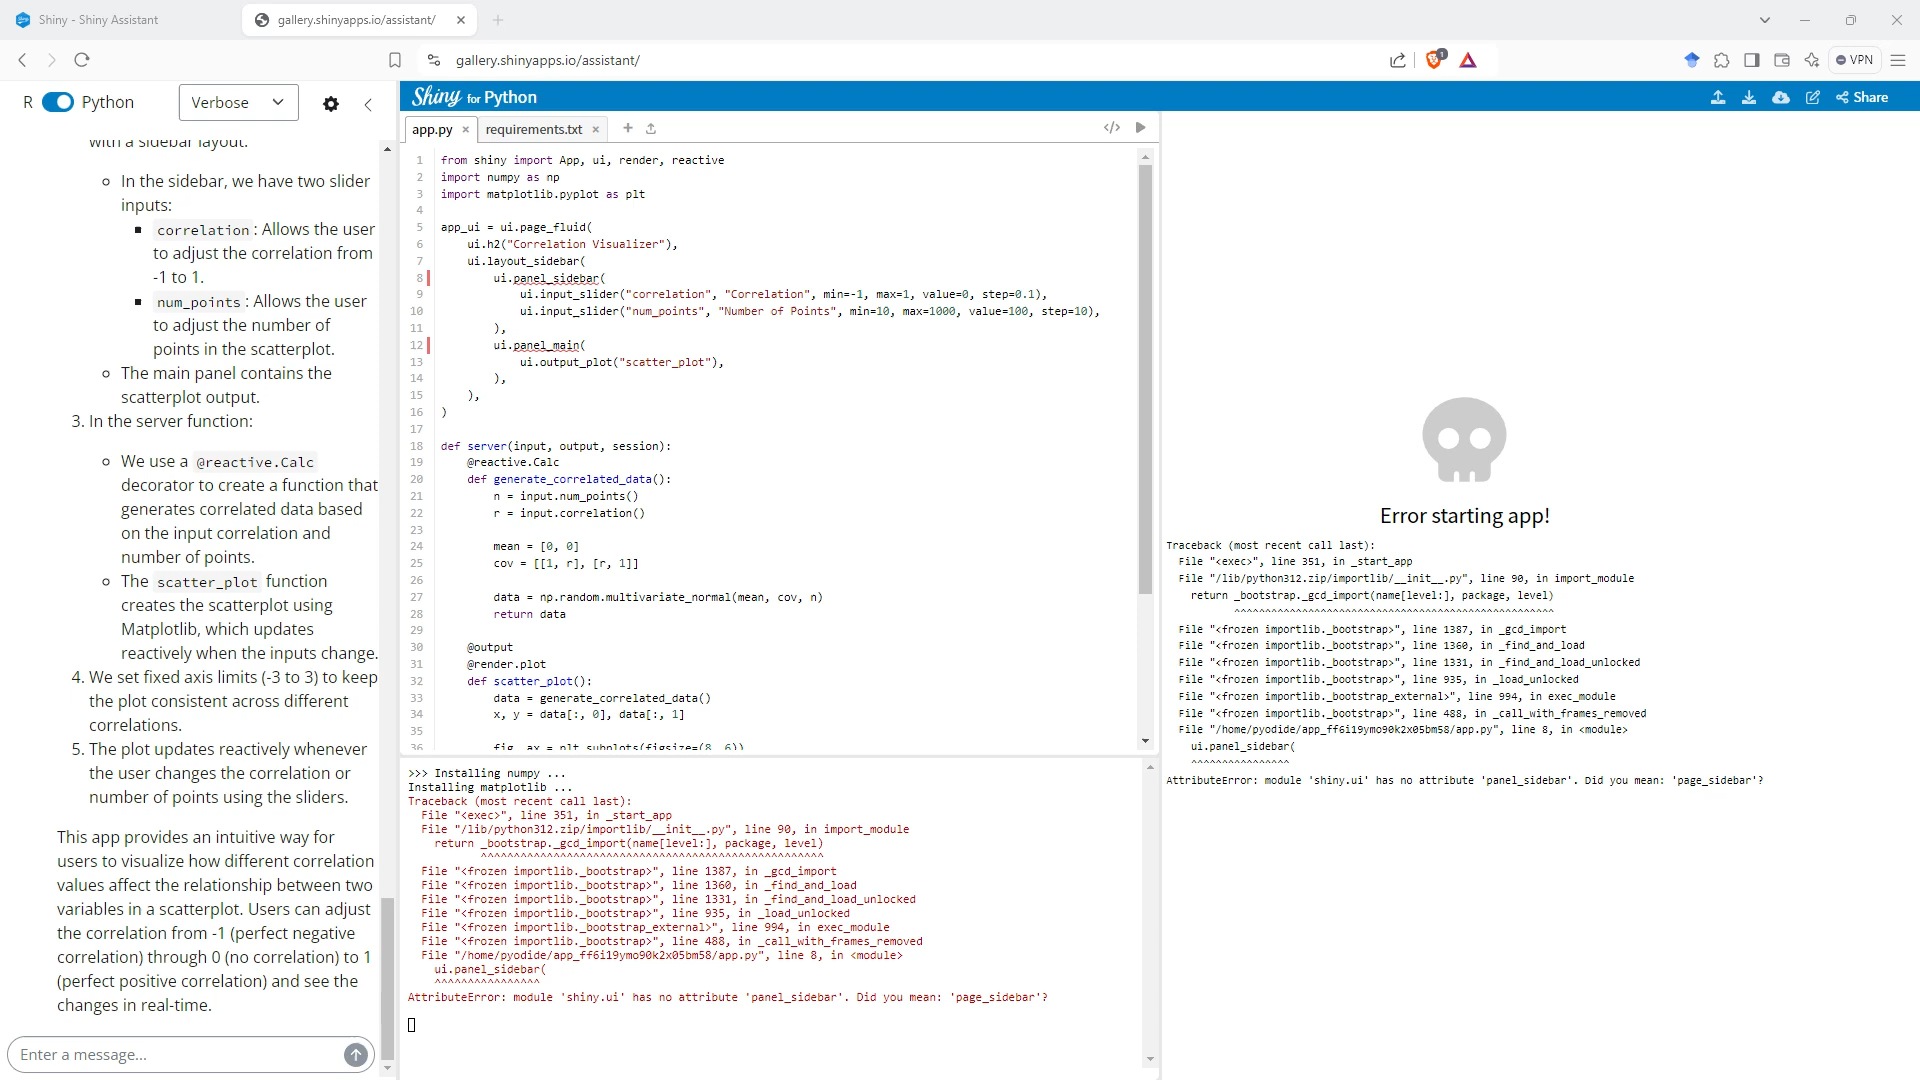 Shiny - Shiny Assistant
gallery.shinyapps.io/assistant/
gallery.shinyapps.io/assistant/
1
VPN
R Python
Verbose
with a sidebar layout.
In the sidebar, we have two slider
inputs:
correlation : Allows the user
to adjust the correlation from
-1 to 1.
num_points : Allows the user
to adjust the number of
points in the scatterplot.
The main panel contains the
scatterplot output.
3. In the server function:
We use a @reactive.Calc
decorator to create a function that
generates correlated data based
on the input correlation and
number of points.
The scatter_plot function
creates the scatterplot using
Matplotlib, which updates
reactively when the inputs change.
4. We set fixed axis limits (-3 to 3) to keep
the plot consistent across different
correlations.
5. The plot updates reactively whenever
the user changes the correlation or
number of points using the sliders.
This app provides an intuitive way for
users to visualize how different correlation
values affect the relationship between two
variables in a scatterplot. Users can adjust
the correlation from -1 (perfect negative
correlation) through 0 (no correlation) to 1
(perfect positive correlation) and see the
changes in real-time.
Enter a message...
Shiny for Python
Share
app.py × requirements.txt × +
1 from shiny import App, ui, render, reactive
2 import numpy as np
3 import matplotlib.pyplot as plt
4
5 app_ui = ui.page_fluid(
6 ui.h2("Correlation Visualizer"),
7 ui.layout_sidebar(
8 ui.panel_sidebar(
9 ui.input_slider("correlation", "Correlation", min=-1, max=1, value=0, step=0.1),
10 ui.input_slider("num_points", "Number of Points", min=10, max=1000, value=100, step=10),
11 ),
12 ui.panel_main(
13 ui.output_plot("scatter_plot"),
14 ),
15 ),
16 )
17
18 def server(input, output, session):
19 @reactive.Calc
20 def generate_correlated_data():
21 n = input.num_points()
22 r = input.correlation()
23
24 mean = [0, 0]
25 cov = [[1, r], [r, 1]]
26
27 data = np.random.multivariate_normal(mean, cov, n)
28 return data
29
30 @output
31 @render.plot
32 def scatter_plot():
33 data = generate_correlated_data()
34 x, y = data[:, 0], data[:, 1]
35
36 fig, ax = plt.subplots(figsize=(8, 6))
>>> Installing numpy ...
Installing matplotlib ...
Traceback (most recent call last):
File "<exec>", line 351, in _start_app
File "/lib/python312.zip/importlib/__init__.py", line 90, in import_module
return _bootstrap._gcd_import(name[level:], package, level)
^^^^^^^^^^^^^^^^^^^^^^^^^^^^^^^^^^^^^^^^^^^^^^^^^^^^
File "<frozen importlib._bootstrap>", line 1387, in _gcd_import
File "<frozen importlib._bootstrap>", line 1360, in _find_and_load
File "<frozen importlib._bootstrap>", line 1331, in _find_and_load_unlocked
File "<frozen importlib._bootstrap>", line 935, in _load_unlocked
File "<frozen importlib._bootstrap_external>", line 994, in exec_module
File "<frozen importlib._bootstrap>", line 488, in _call_with_frames_removed
File "/home/pyodide/app_ff6i19ymo90k2x05bm58/app.py", line 8, in <module>
ui.panel_sidebar(
^^^^^^^^^^^^^^^^
AttributeError: module 'shiny.ui' has no attribute 'panel_sidebar'. Did you mean: 'page_sidebar'?
Error starting app!
Traceback (most recent call last):
File "<exec>", line 351, in _start_app
File "/lib/python312.zip/importlib/__init__.py", line 90, in import_module
return _bootstrap._gcd_import(name[level:], package, level)
^^^^^^^^^^^^^^^^^^^^^^^^^^^^^^^^^^^^^^^^^^^^^^^^^^^^
File "<frozen importlib._bootstrap>", line 1387, in _gcd_import
File "<frozen importlib._bootstrap>", line 1360, in _find_and_load
File "<frozen importlib._bootstrap>", line 1331, in _find_and_load_unlocked
File "<frozen importlib._bootstrap>", line 935, in _load_unlocked
File "<frozen importlib._bootstrap_external>", line 994, in exec_module
File "<frozen importlib._bootstrap>", line 488, in _call_with_frames_removed
File "/home/pyodide/app_ff6i19ymo90k2x05bm58/app.py", line 8, in <module>
ui.panel_sidebar(
^^^^^^^^^^^^^^^^
AttributeError: module 'shiny.ui' has no attribute 'panel_sidebar'. Did you mean: 'page_sidebar'?